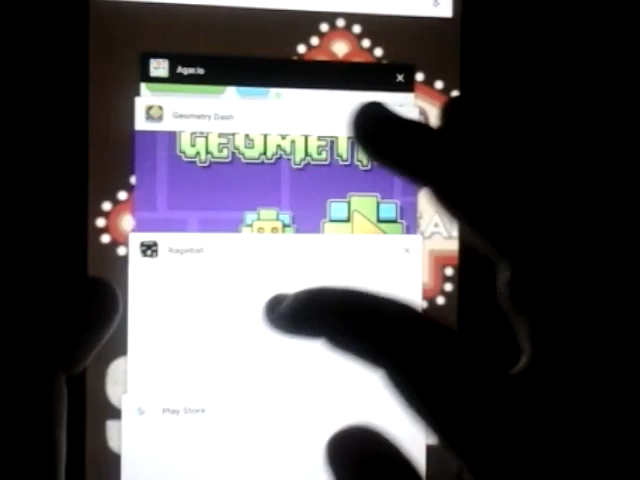 Agar.io
Geometry Dash
GEOMET
RageBall
Play Store